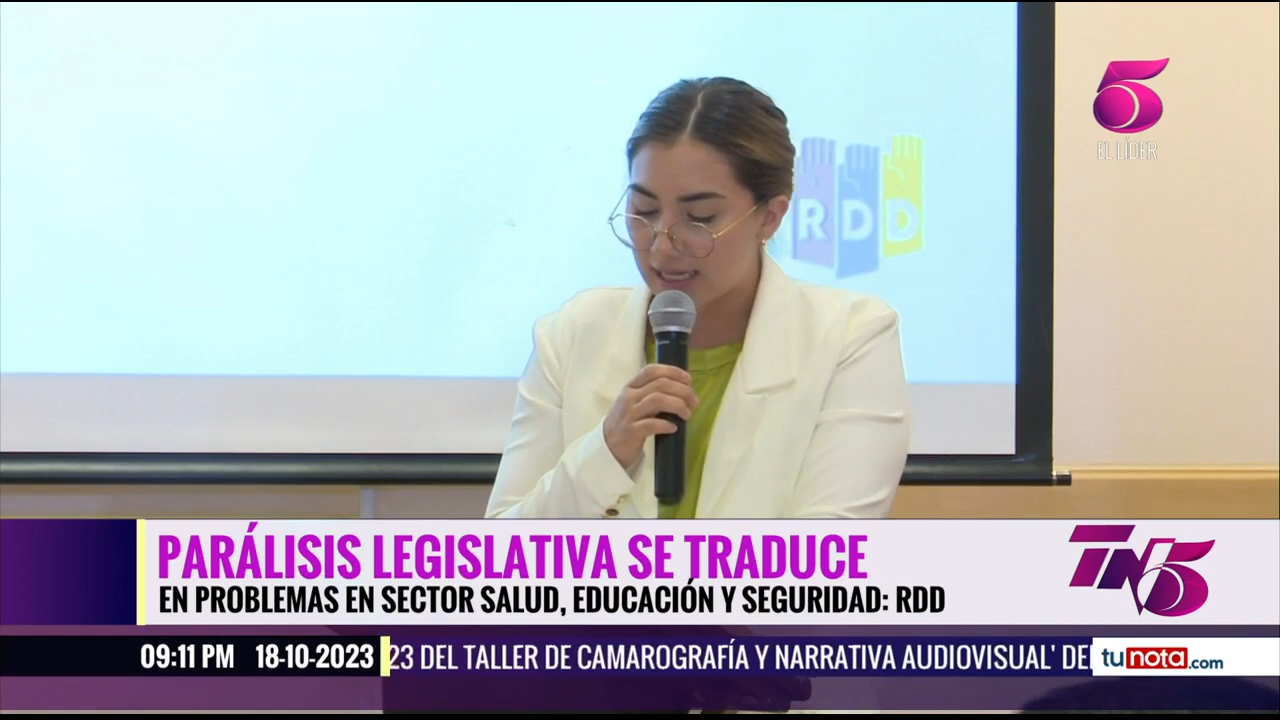 5
EL LÍDER
RDD
PARÁLISIS LEGISLATIVA SE TRADUCE
EN PROBLEMAS EN SECTOR SALUD, EDUCACIÓN Y SEGURIDAD: RDD
TN5
09:11 PM 18-10-2023 23 DEL TALLER DE CAMAROGRAFÍA Y NARRATIVA AUDIOVISUAL' DE
tunota.com